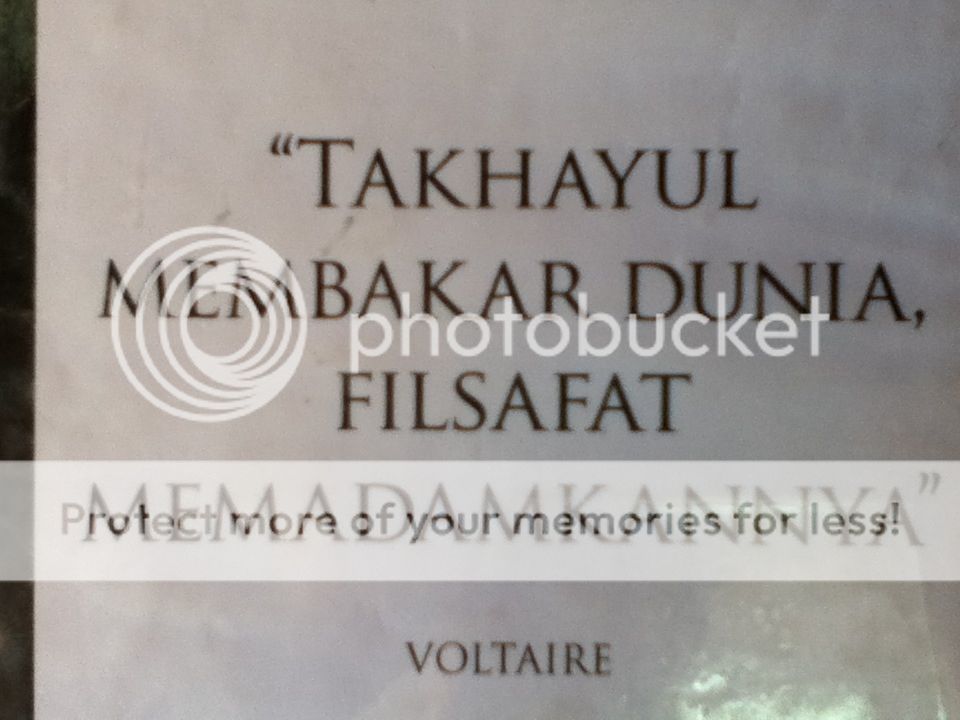 “TAKHAYUL
MEMBAKAR DUNIA,
photobucket
FILSAFAT
MEMADAMKANNYA”
Protect more of your memories for less!
VOLTAIRE